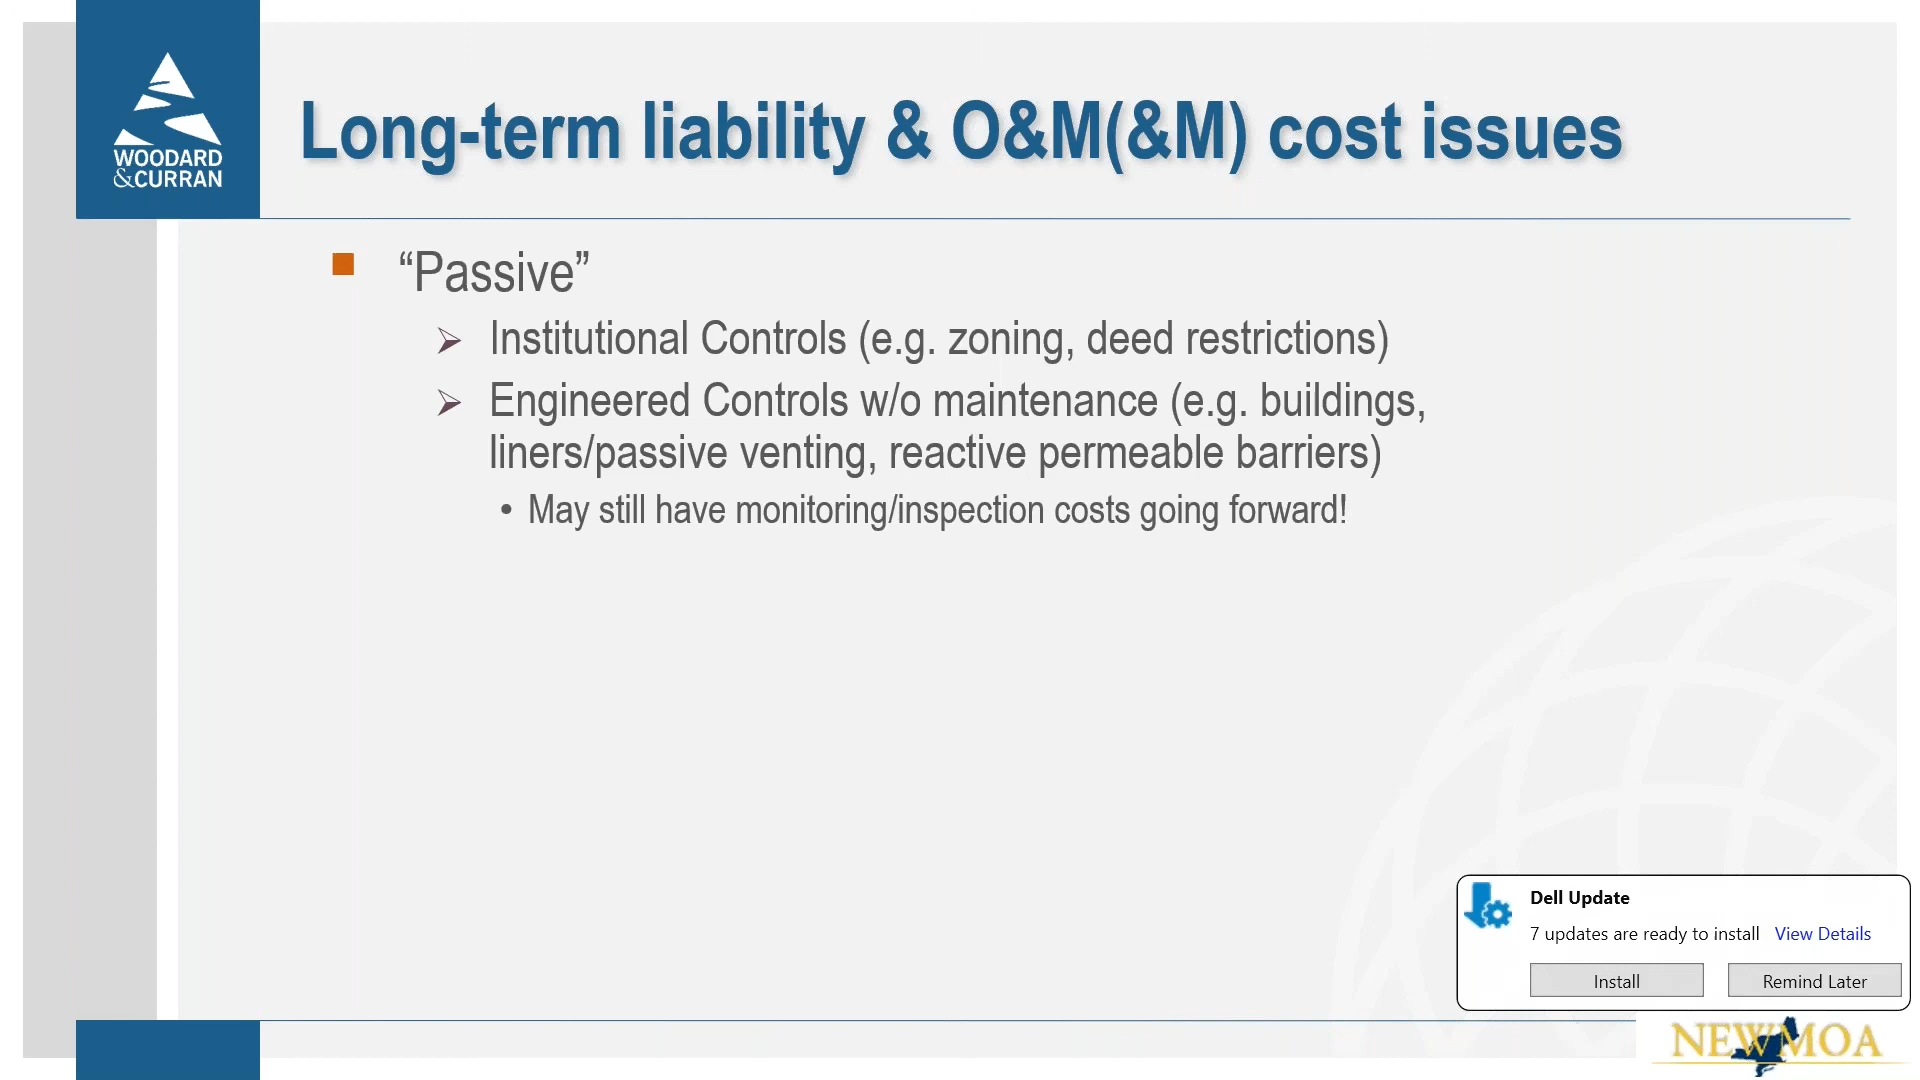 WOODARD
&CURRAN
Long-term liability & O&M(&M) cost issues
“Passive”
Institutional Controls (e.g. zoning, deed restrictions)
Engineered Controls w/o maintenance (e.g. buildings,
liners/passive venting, reactive permeable barriers)
• May still have monitoring/inspection costs going forward!
Dell Update
7 updates are ready to install View Details
Install Remind Later
NEWMOA